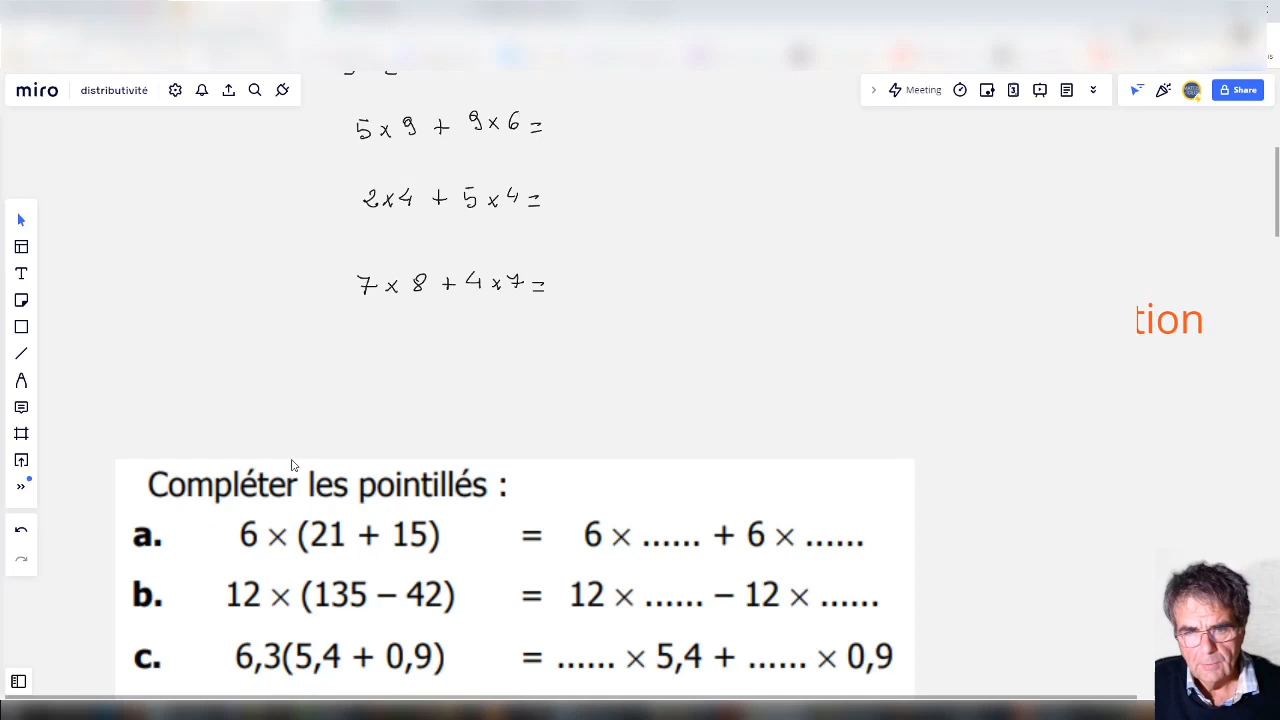 miro distributivité Meeting 3 Share
5 × 9 + 9 × 6 =
2 × 4 + 5 × 4 =
7 × 8 + 4 × 7 =
tion
Compléter les pointillés :
a. 6 × (21 + 15) = 6 × ...... + 6 × ......
b. 12 × (135 – 42) = 12 × ...... – 12 × ......
c. 6,3(5,4 + 0,9) = ...... × 5,4 + ...... × 0,9